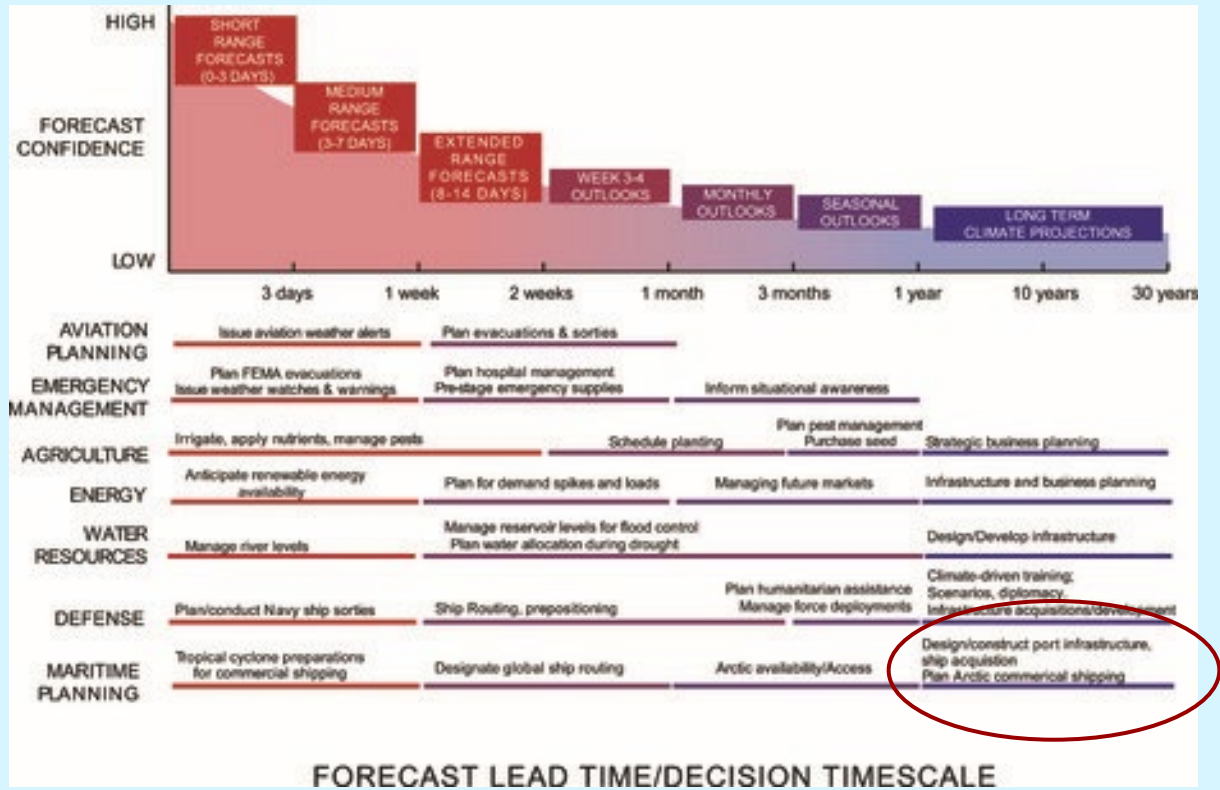 HIGH
SHORT
RANGE
FORECASTS
(0-3 DAYS)
MEDIUM
RANGE
FORECASTS
(3-7 DAYS)
EXTENDED
RANGE
FORECASTS
(8-14 DAYS)
WEEK 3-4
OUTLOOKS
MONTHLY
OUTLOOKS
SEASONAL
OUTLOOKS
LONG TERM
CLIMATE PROJECTIONS
FORECAST
CONFIDENCE
LOW
3 days 1 week 2 weeks 1 month 3 months 1 year 10 years 30 years
AVIATION
PLANNING
Issue aviation weather alerts
Plan evacuations & sorties
EMERGENCY
MANAGEMENT
Plan FEMA evacuations
Issue weather watches & warnings
Plan hospital management
Pre-stage emergency supplies
Inform situational awareness
AGRICULTURE
Irrigate, apply nutrients, manage pests
Schedule planting
Plan pest management
Purchase seed
Strategic business planning
ENERGY
Anticipate renewable energy
availability
Plan for demand spikes and loads
Managing future markets
Infrastructure and business planning
WATER
RESOURCES
Manage river levels
Manage reservoir levels for flood control
Plan water allocation during drought
Design/Develop infrastructure
DEFENSE
Plan/conduct Navy ship sorties
Ship Routing, prepositioning
Plan humanitarian assistance
Manage force deployments
Climate-driven training;
Scenarios, diplomacy,
Infrastructure acquisitions/development
MARITIME
PLANNING
Tropical cyclone preparations
for commercial shipping
Designate global ship routing
Arctic availability/Access
Design/construct port infrastructure,
ship acquistion
Plan Arctic commerical shipping
FORECAST LEAD TIME/DECISION TIMESCALE